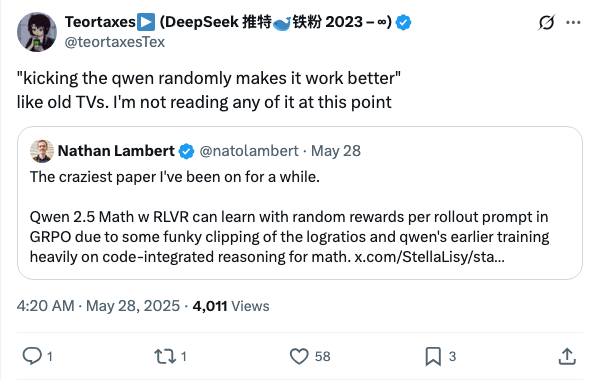 Teortaxes▶️ (DeepSeek 推特🐋铁粉 2023 – ∞)
@teortaxesTex
"kicking the qwen randomly makes it work better"
like old TVs. I'm not reading any of it at this point
Nathan Lambert @natolambert · May 28
The craziest paper I've been on for a while.
Qwen 2.5 Math w RLVR can learn with random rewards per rollout prompt in
GRPO due to some funky clipping of the logratios and qwen's earlier training
heavily on code-integrated reasoning for math. x.com/StellaLisy/sta…
4:20 AM · May 28, 2025 · 4,011 Views
1 1 58 3